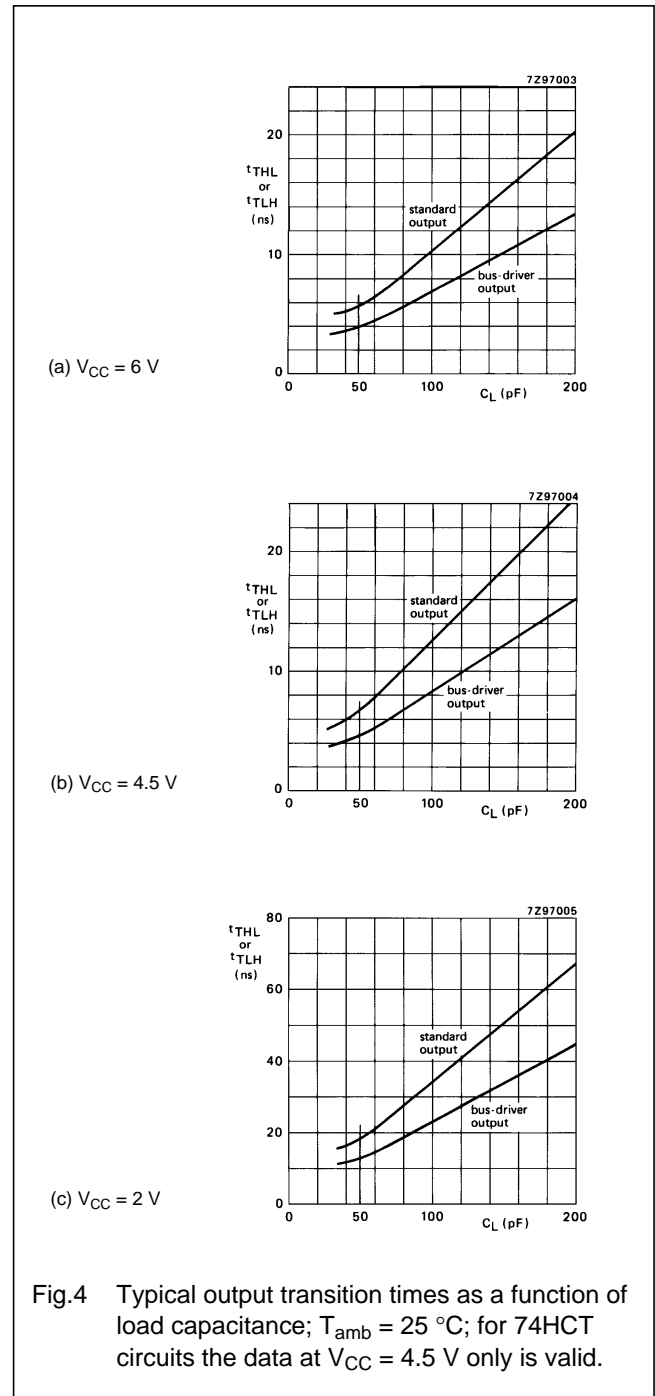 7Z97003
20
tTHL
or
tTLH
(ns)
standard
output
10
bus-driver
output
0
(a) VCC = 6 V
0 50 100 200
CL (pF)
7Z97004
20
tTHL
or
tTLH
(ns)
standard
output
10
bus-driver
output
0
(b) VCC = 4.5 V
0 50 100 200
CL (pF)
7Z97005
80
tTHL
or
tTLH
(ns)
60
standard
output
40
bus-driver
output
20
(c) VCC = 2 V
0
0 50 100 200
CL (pF)
Fig.4 Typical output transition times as a function of
load capacitance; Tamb = 25 °C; for 74HCT
circuits the data at VCC = 4.5 V only is valid.